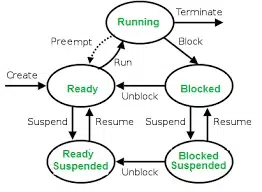 Running
Terminate
Preempt
Block
Run
Create
Ready
Unblock
Blocked
Suspend
Resume
Suspend
Resume
Ready
Suspended
Unblock
Blocked
Suspended